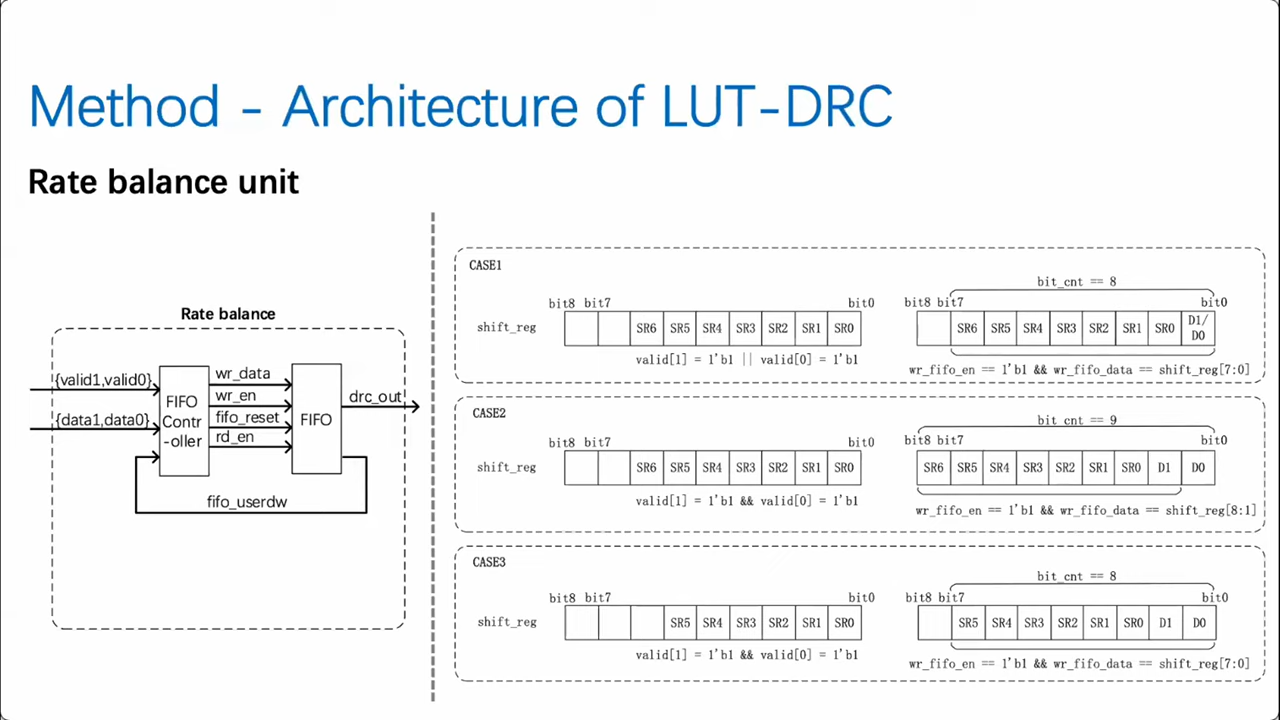 Method - Architecture of LUT-DRC
Rate balance unit
Rate balance
{valid1,valid0}
{data1,data0}
FIFO
Contr
-oller
wr_data
wr_en
fifo_reset
rd_en
FIFO
drc_out
fifo_userdw
CASE1
bit8 bit7 bit0
shift_reg
SR6 SR5 SR4 SR3 SR2 SR1 SR0
valid[1] = 1'b1 || valid[0] = 1'b1
bit_cnt == 8
bit8 bit7 bit0
SR6 SR5 SR4 SR3 SR2 SR1 SR0 D1/
D0
wr_fifo_en == 1'b1 && wr_fifo_data == shift_reg[7:0]
CASE2
bit8 bit7 bit0
shift_reg
SR6 SR5 SR4 SR3 SR2 SR1 SR0
valid[1] = 1'b1 && valid[0] = 1'b1
bit_cnt == 9
bit8 bit7 bit0
SR6 SR5 SR4 SR3 SR2 SR1 SR0 D1 D0
wr_fifo_en == 1'b1 && wr_fifo_data == shift_reg[8:1]
CASE3
bit8 bit7 bit0
shift_reg
SR5 SR4 SR3 SR2 SR1 SR0
valid[1] = 1'b1 && valid[0] = 1'b1
bit_cnt == 8
bit8 bit7 bit0
SR5 SR4 SR3 SR2 SR1 SR0 D1 D0
wr_fifo_en == 1'b1 && wr_fifo_data == shift_reg[7:0]